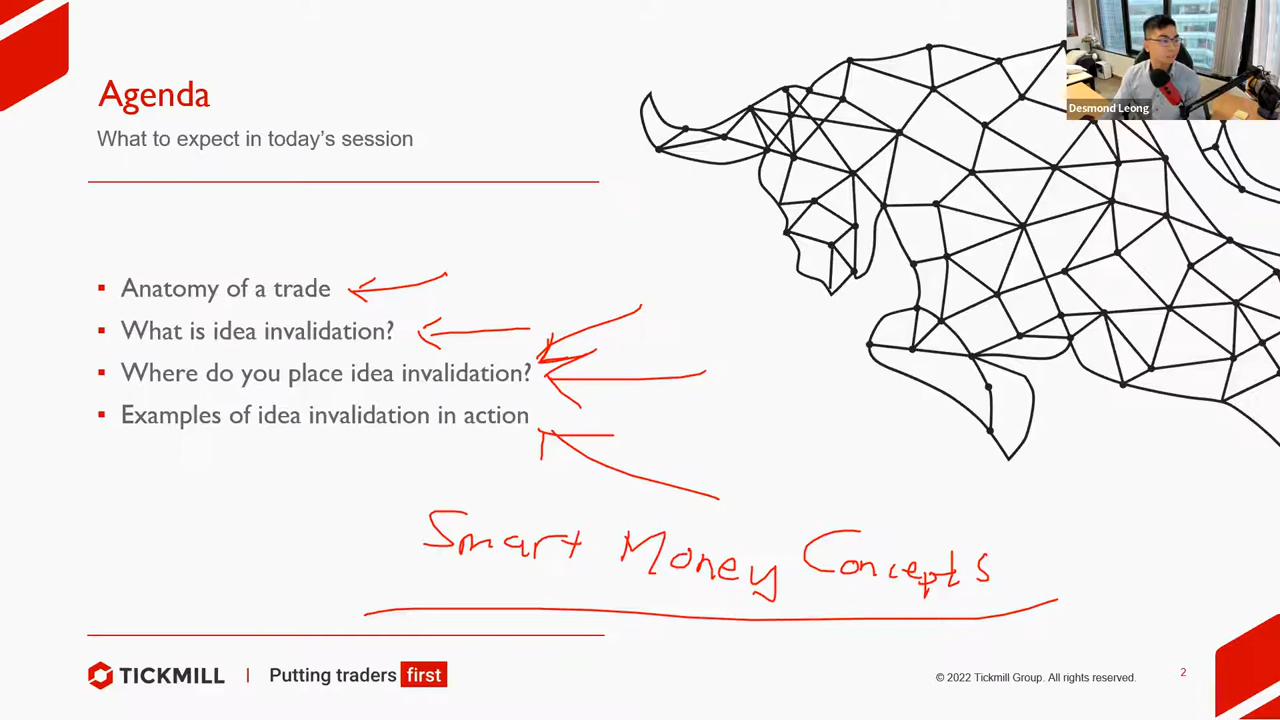 Desmond Leong
Agenda
What to expect in today's session
Anatomy of a trade
What is idea invalidation?
Where do you place idea invalidation?
Examples of idea invalidation in action
Smart Money Concepts
TICKMILL | Putting traders first
© 2022 Tickmill Group. All rights reserved.
2